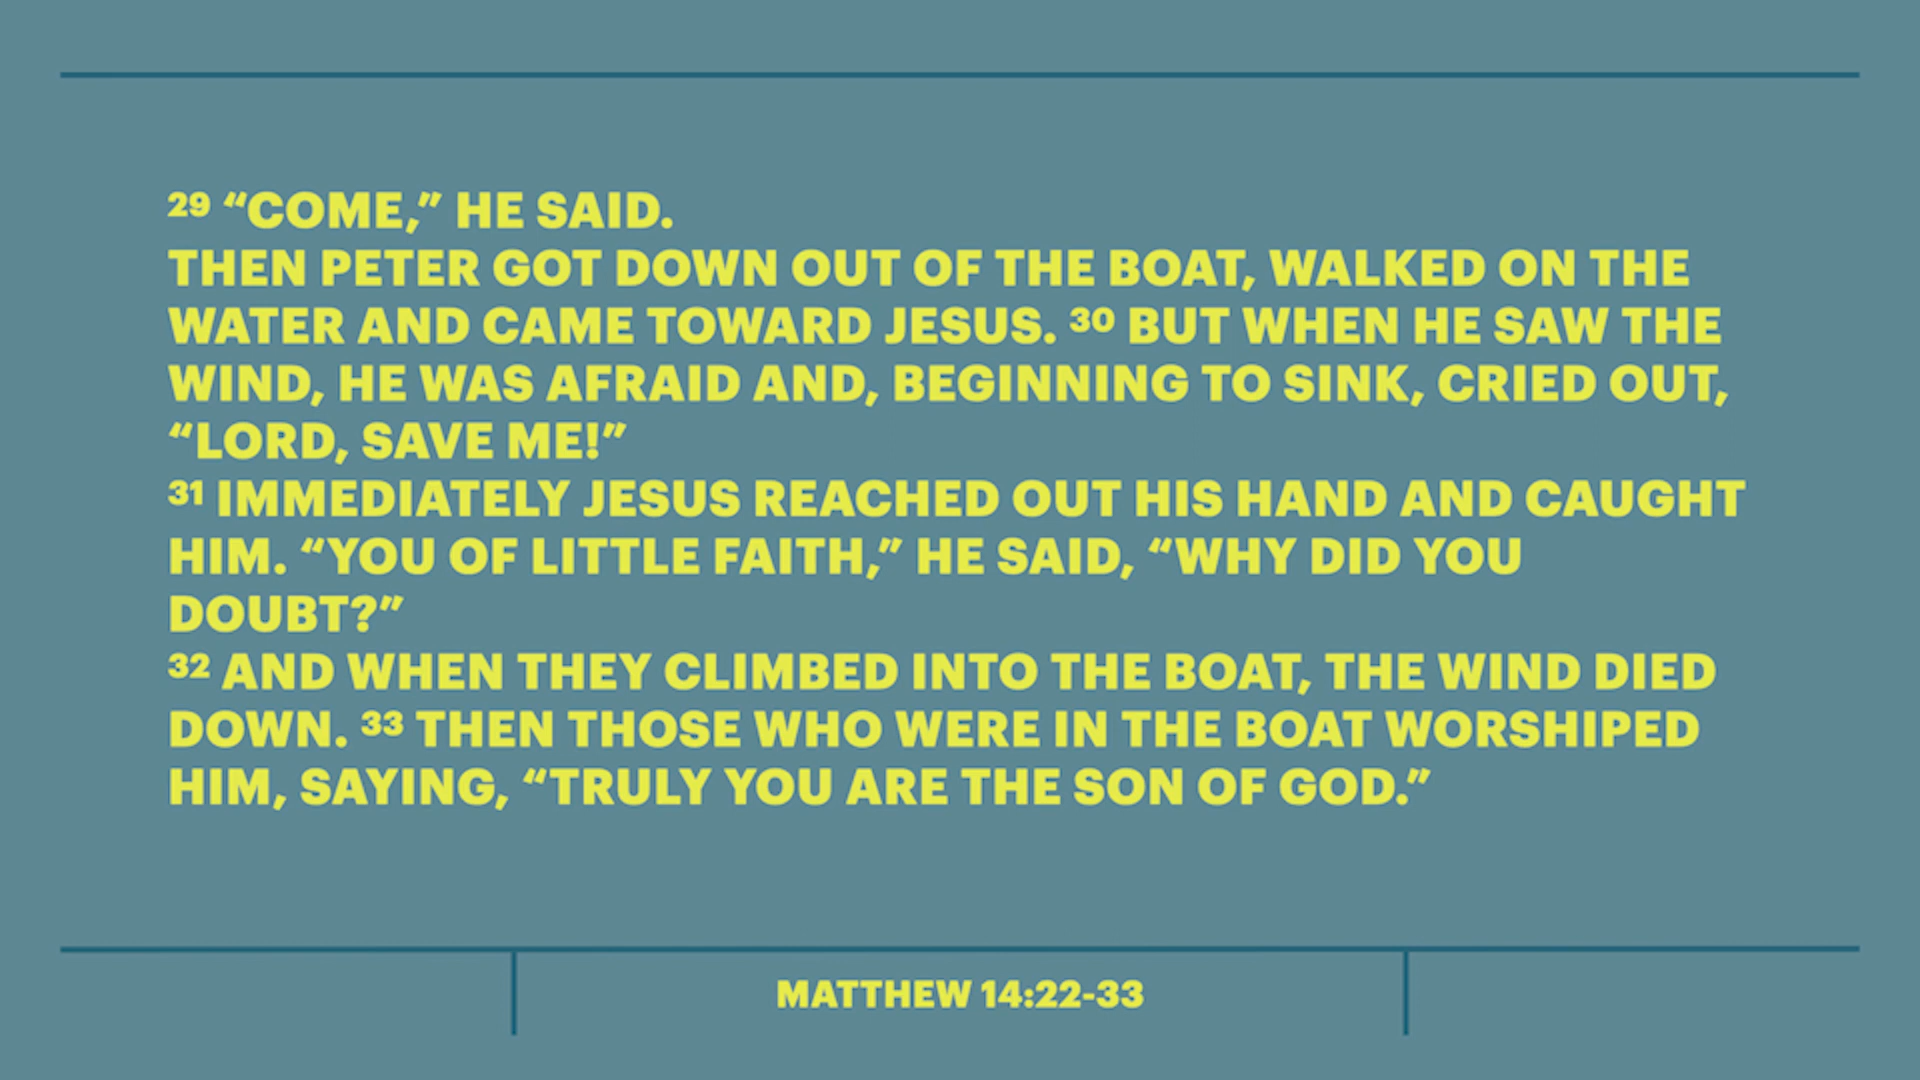 29 “COME,” HE SAID.
THEN PETER GOT DOWN OUT OF THE BOAT, WALKED ON THE
WATER AND CAME TOWARD JESUS. 30 BUT WHEN HE SAW THE
WIND, HE WAS AFRAID AND, BEGINNING TO SINK, CRIED OUT,
“LORD, SAVE ME!”
31 IMMEDIATELY JESUS REACHED OUT HIS HAND AND CAUGHT
HIM. “YOU OF LITTLE FAITH,” HE SAID, “WHY DID YOU
DOUBT?”
32 AND WHEN THEY CLIMBED INTO THE BOAT, THE WIND DIED
DOWN. 33 THEN THOSE WHO WERE IN THE BOAT WORSHIPED
HIM, SAYING, “TRULY YOU ARE THE SON OF GOD.”
MATTHEW 14:22-33